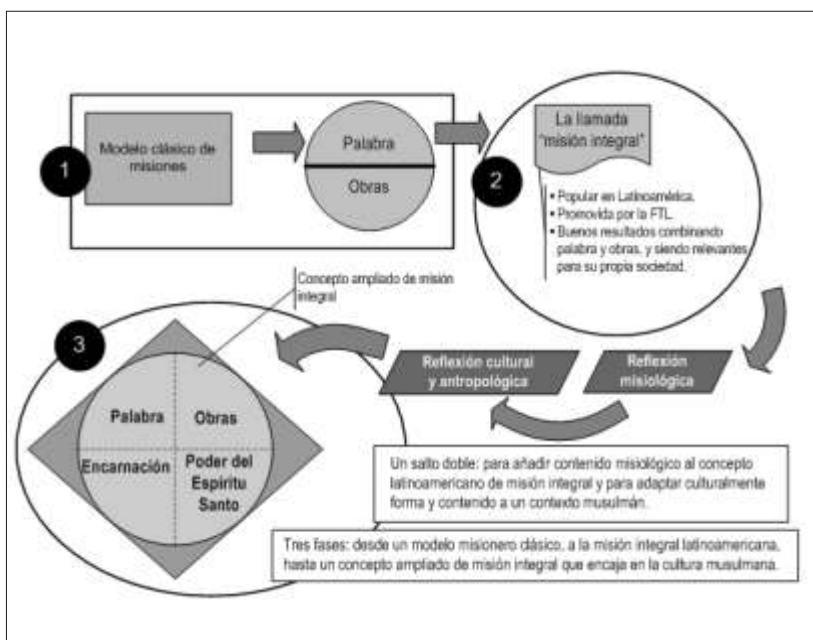 1
Modelo clásico de
misiones
Palabra
Obras
2
La llamada
"misión integral"
▪ Popular en Latinoamérica.
▪ Promovida por la FTL.
▪ Buenos resultados combinando
palabra y obras, y siendo relevantes
para su propia sociedad.
Concepto ampliado de misión
integral
3
Palabra
Obras
Encarnación
Poder del
Espíritu
Santo
Reflexión cultural
y antropológica
Reflexión
misiológica
Un salto doble: para añadir contenido misiológico al concepto
latinoamericano de misión integral y para adaptar culturalmente
forma y contenido a un contexto musulmán.
Tres fases: desde un modelo misionero clásico, a la misión integral latinoamericana,
hasta un concepto ampliado de misión integral que encaja en la cultura musulmana.